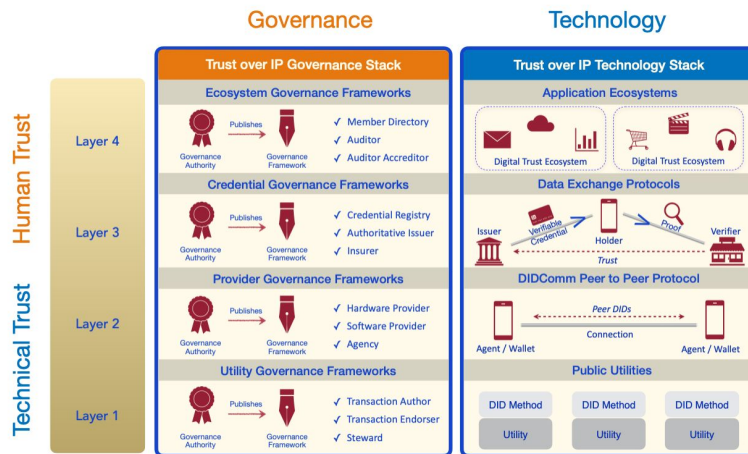 Governance
Technology
Human Trust
Technical Trust
Layer 4
Layer 3
Layer 2
Layer 1
Trust over IP Governance Stack
Ecosystem Governance Frameworks
Publishes
Governance
Authority
Governance
Framework
✓ Member Directory
✓ Auditor
✓ Auditor Accreditor
Credential Governance Frameworks
Publishes
Governance
Authority
Governance
Framework
✓ Credential Registry
✓ Authoritative Issuer
✓ Insurer
Provider Governance Frameworks
Publishes
Governance
Authority
Governance
Framework
✓ Hardware Provider
✓ Software Provider
✓ Agency
Utility Governance Frameworks
Publishes
Governance
Authority
Governance
Framework
✓ Transaction Author
✓ Transaction Endorser
✓ Steward
Trust over IP Technology Stack
Application Ecosystems
Digital Trust Ecosystem
Digital Trust Ecosystem
Data Exchange Protocols
Issuer
Verifiable
Credential
Holder
Proof
Verifier
Trust
DIDComm Peer to Peer Protocol
Peer DIDs
Connection
Agent / Wallet
Agent / Wallet
Public Utilities
DID Method
DID Method
DID Method
Utility
Utility
Utility